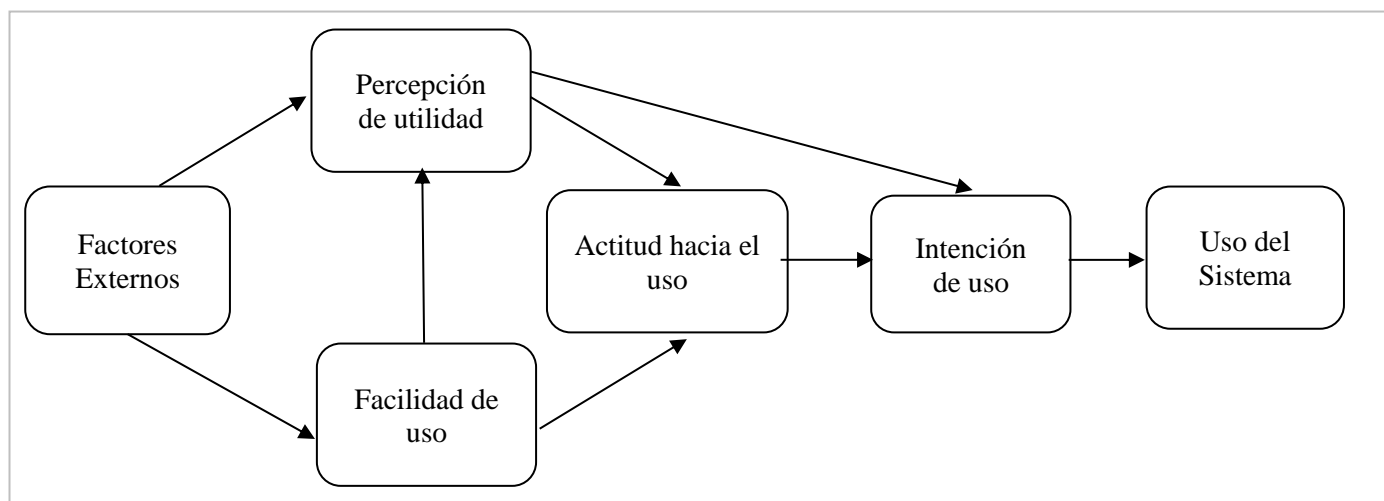 Percepción
de utilidad
Factores
Externos
Actitud hacia el
uso
Intención
de uso
Uso del
Sistema
Facilidad de
uso